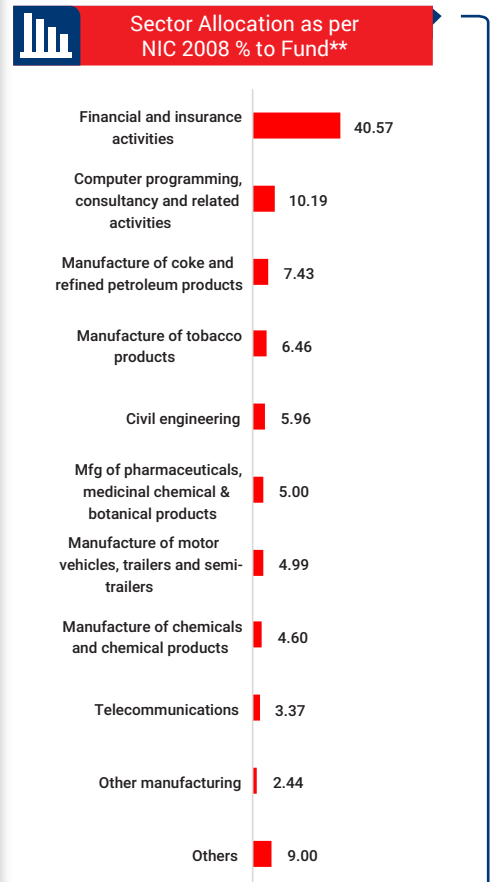 Sector Allocation as per
NIC 2008 % to Fund**
Financial and insurance
activities
40.57
Computer programming,
consultancy and related
activities
10.19
Manufacture of coke and
refined petroleum products
7.43
Manufacture of tobacco
products
6.46
Civil engineering
5.96
Mfg of pharmaceuticals,
medicinal chemical &
botanical products
5.00
Manufacture of motor
vehicles, trailers and semi-
trailers
4.99
Manufacture of chemicals
and chemical products
4.60
Telecommunications
3.37
Other manufacturing
2.44
Others
9.00